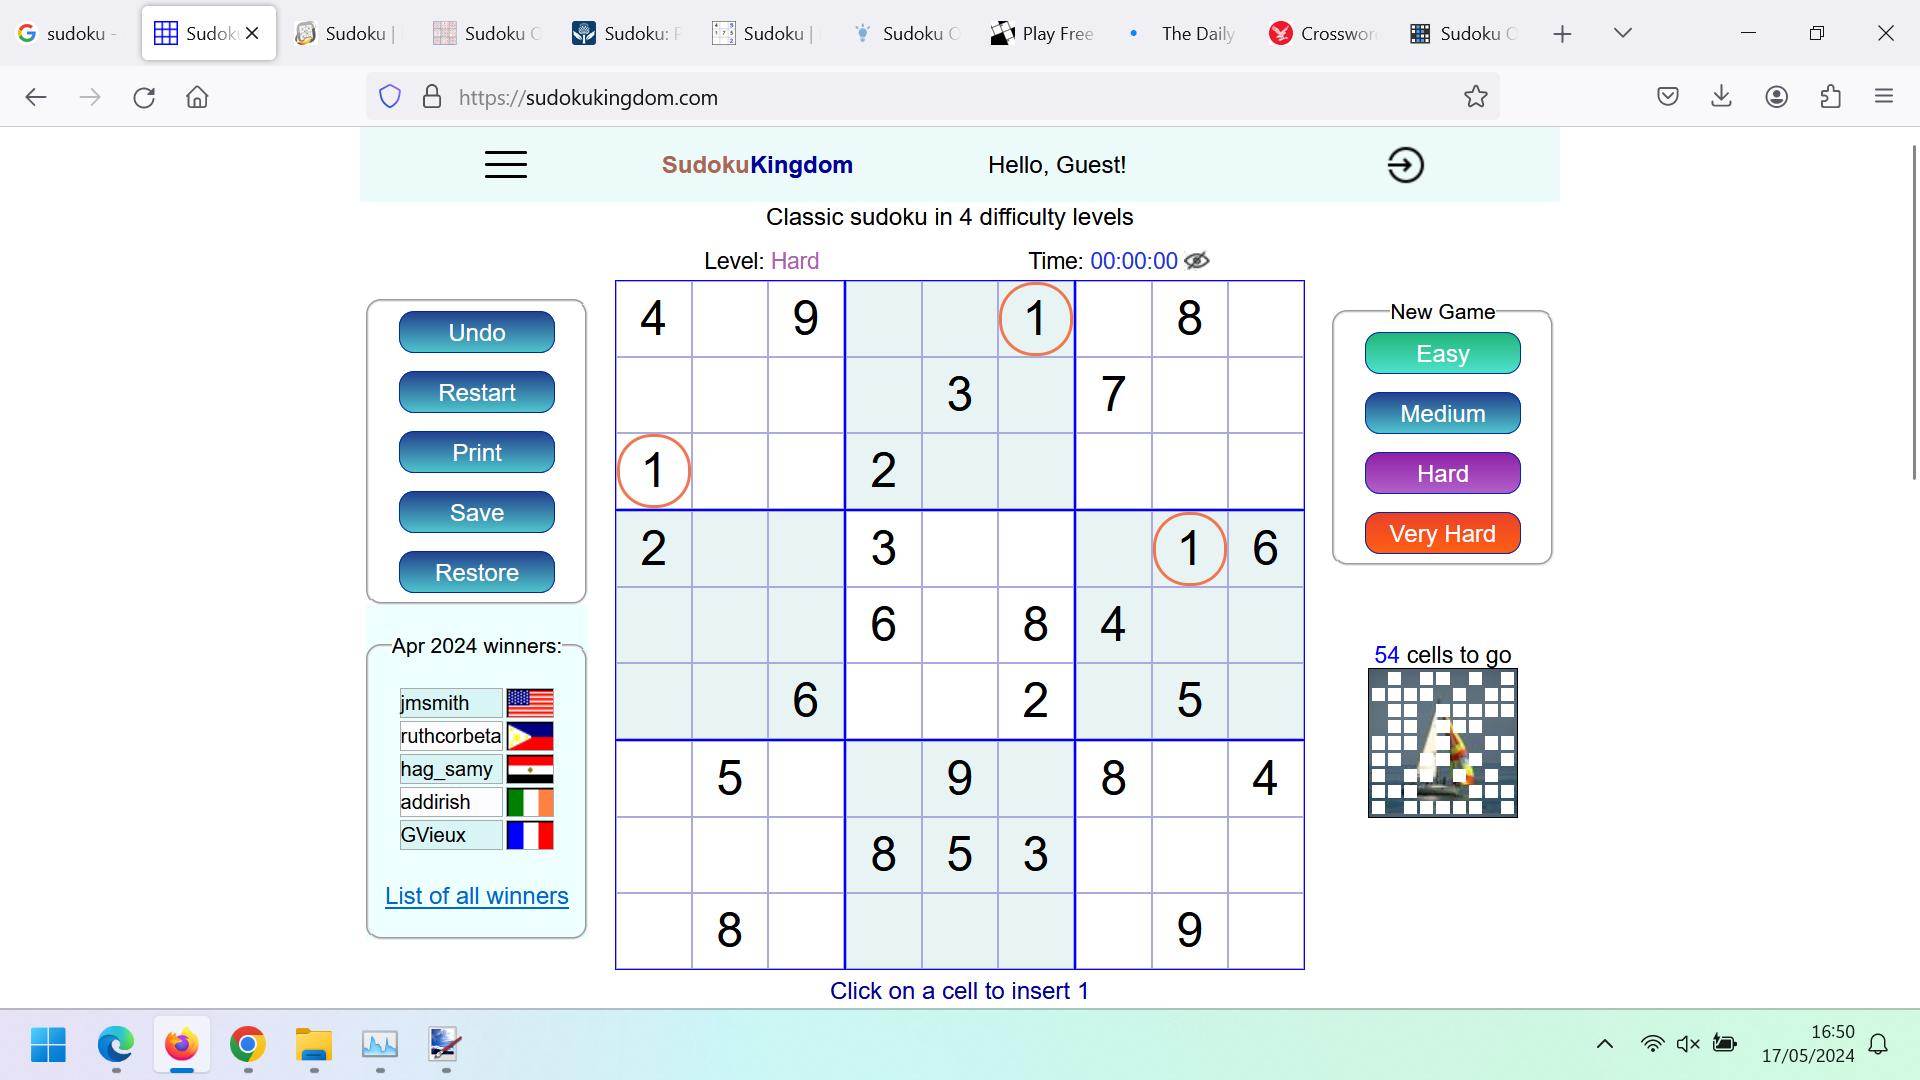 sudoku -
Sudoku
Sudoku |
Sudoku O
Sudoku: F
Sudoku |
Sudoku O
Play Free
The Daily
Crosswor
Sudoku O
https://sudokukingdom.com
SudokuKingdom
Hello, Guest!
Classic sudoku in 4 difficulty levels
Level: Hard
Time: 00:00:00
Undo
Restart
Print
Save
Restore
Apr 2024 winners:
jmsmith
ruthcorbeta
hag_samy
addirish
GVieux
List of all winners
4 9 1 8
3 7
1 2
2 3 1 6
6 8 4
6 2 5
5 9 8 4
8 5 3
8 9
Click on a cell to insert 1
New Game
Easy
Medium
Hard
Very Hard
54 cells to go
16:50
17/05/2024